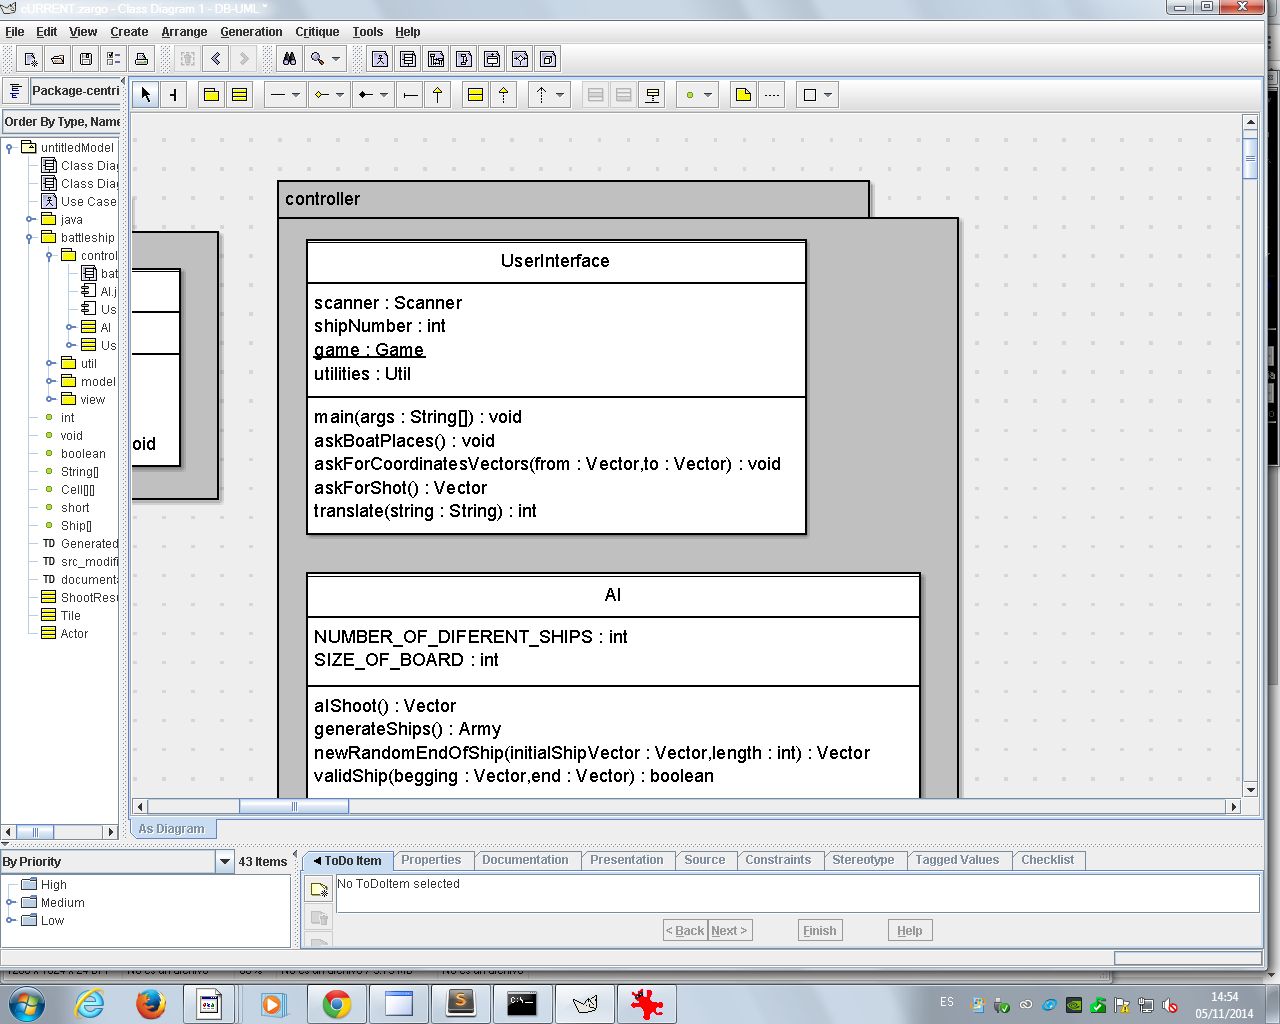 cURRENT.zargo - Class Diagram 1 - DB-UML *
File Edit View Create Arrange Generation Critique Tools Help
Package-centri
Order By Type, Name
untitledModel
Class Dia
Class Dia
Use Case
java
battleship
control
bat
AI.j
Us
AI
Us
util
model
view
int
void
boolean
String[]
Cell[][]
short
Ship[]
TD Generated
TD src_modifi
TD documenta
ShootResu
Tile
Actor
oid
controller
UserInterface
scanner : Scanner
shipNumber : int
game : Game
utilities : Util
main(args : String[]) : void
askBoatPlaces() : void
askForCoordinatesVectors(from : Vector,to : Vector) : void
askForShot() : Vector
translate(string : String) : int
AI
NUMBER_OF_DIFERENT_SHIPS : int
SIZE_OF_BOARD : int
aIShoot() : Vector
generateShips() : Army
newRandomEndOfShip(initialShipVector : Vector,length : int) : Vector
validShip(begging : Vector,end : Vector) : boolean
As Diagram
By Priority 43 Items
High
Medium
Low
ToDo Item Properties Documentation Presentation Source Constraints Stereotype Tagged Values Checklist
No ToDoItem selected
< Back Next > Finish Help
ES
14:54
05/11/2014